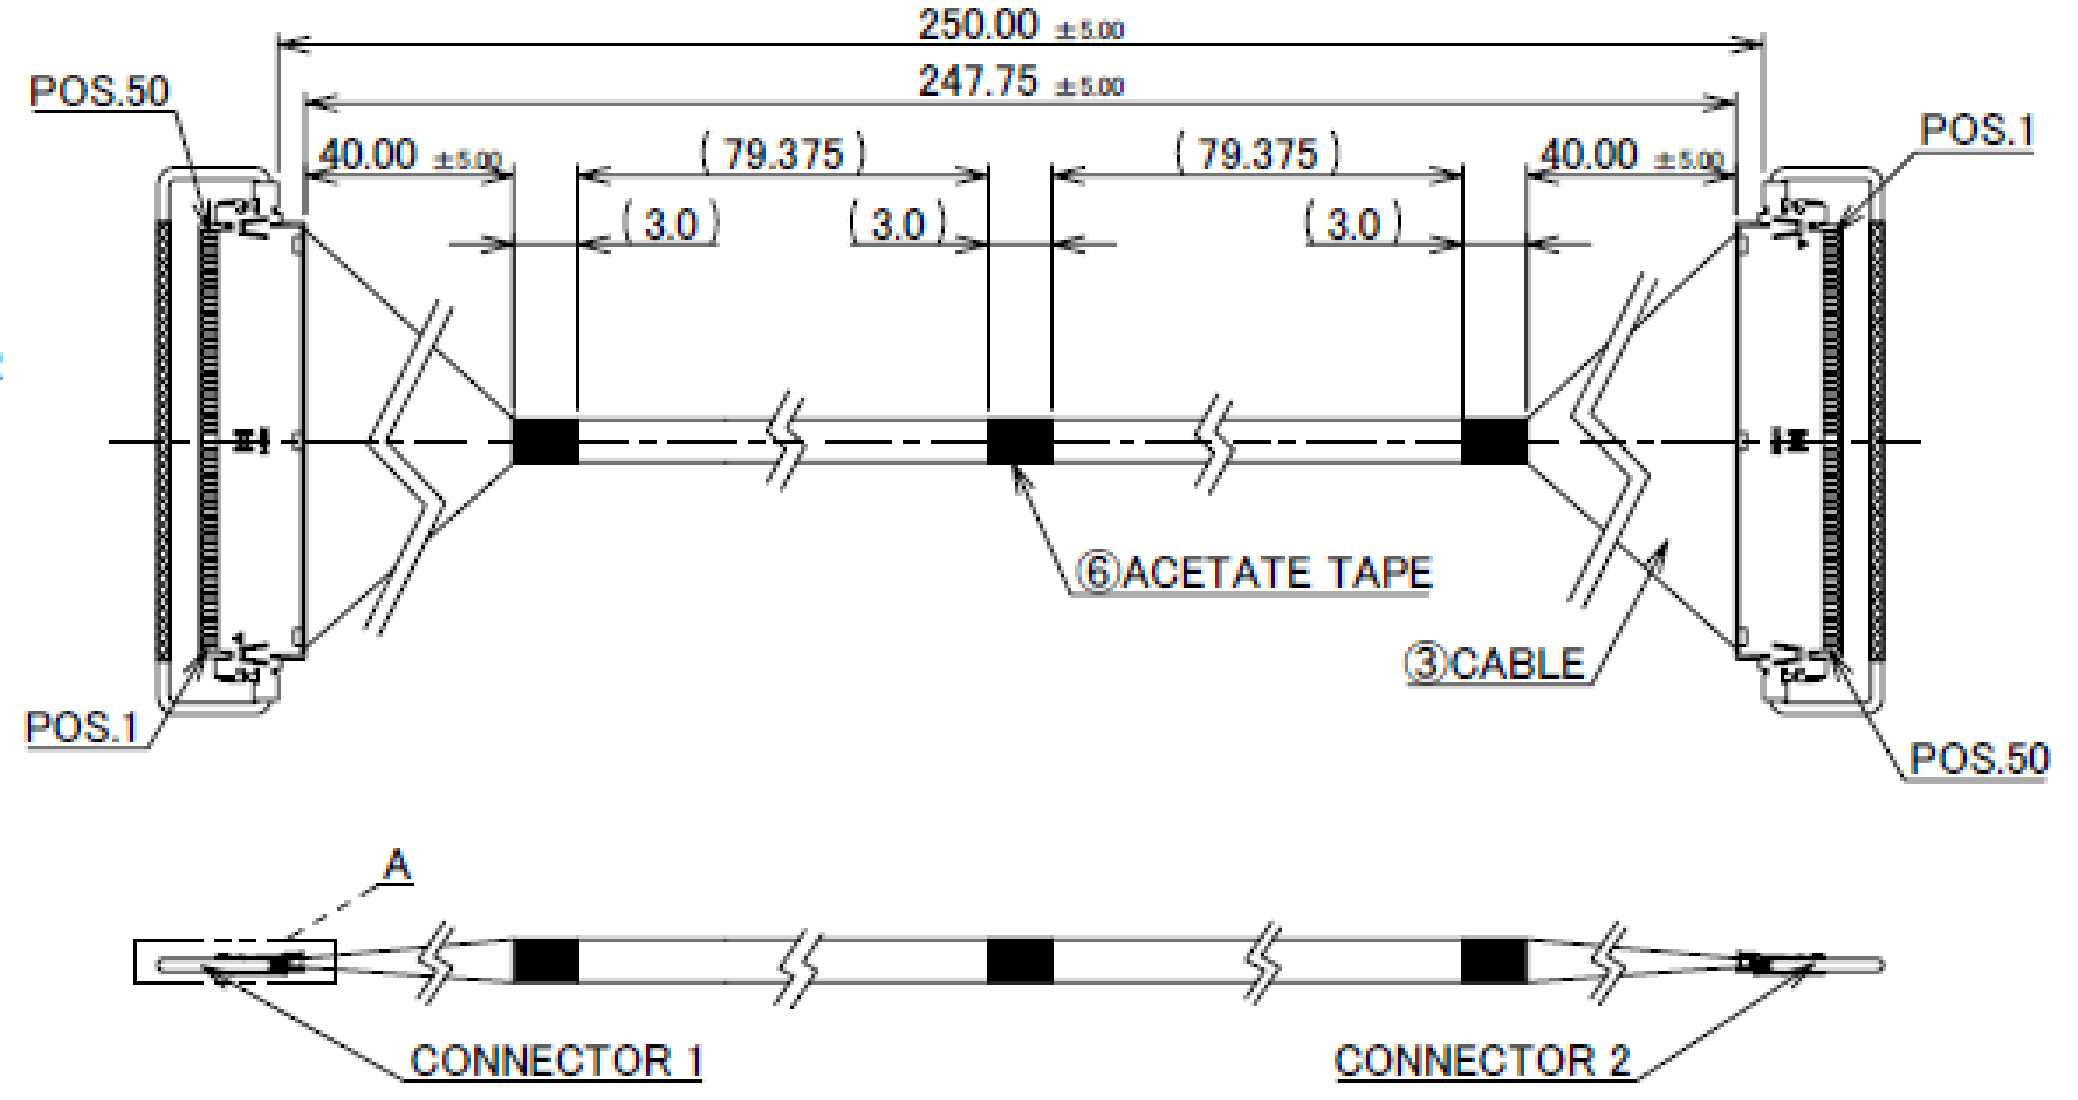 250.00 ±5.00
247.75 ±5.00
POS.50
POS.1
40.00 ±5.00
(79.375)
(79.375)
40.00 ±5.00
(3.0)
(3.0)
(3.0)
⑥ACETATE TAPE
③CABLE
POS.1
POS.50
A
CONNECTOR 1
CONNECTOR 2